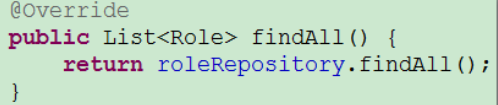 @Override
public List<Role> findAll() {
    return roleRepository.findAll();
}